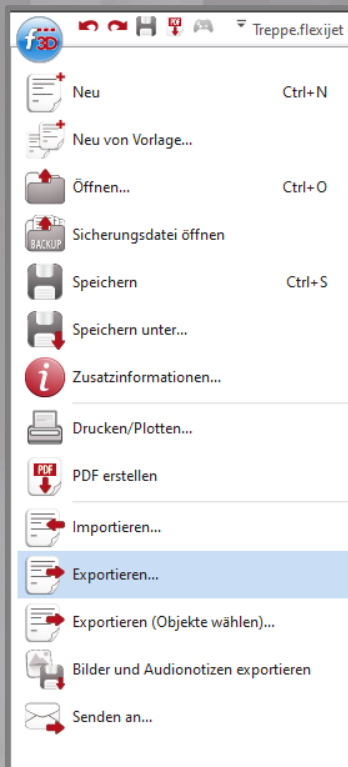 f3D PDF Treppe.flexijet
Neu Ctrl+N
Neu von Vorlage...
Öffnen... Ctrl+O
BACKUP Sicherungsdatei öffnen
Speichern Ctrl+S
Speichern unter...
i Zusatzinformationen...
Drucken/Plotten...
PDF PDF erstellen
Importieren...
Exportieren...
Exportieren (Objekte wählen)...
Bilder und Audionotizen exportieren
Senden an...